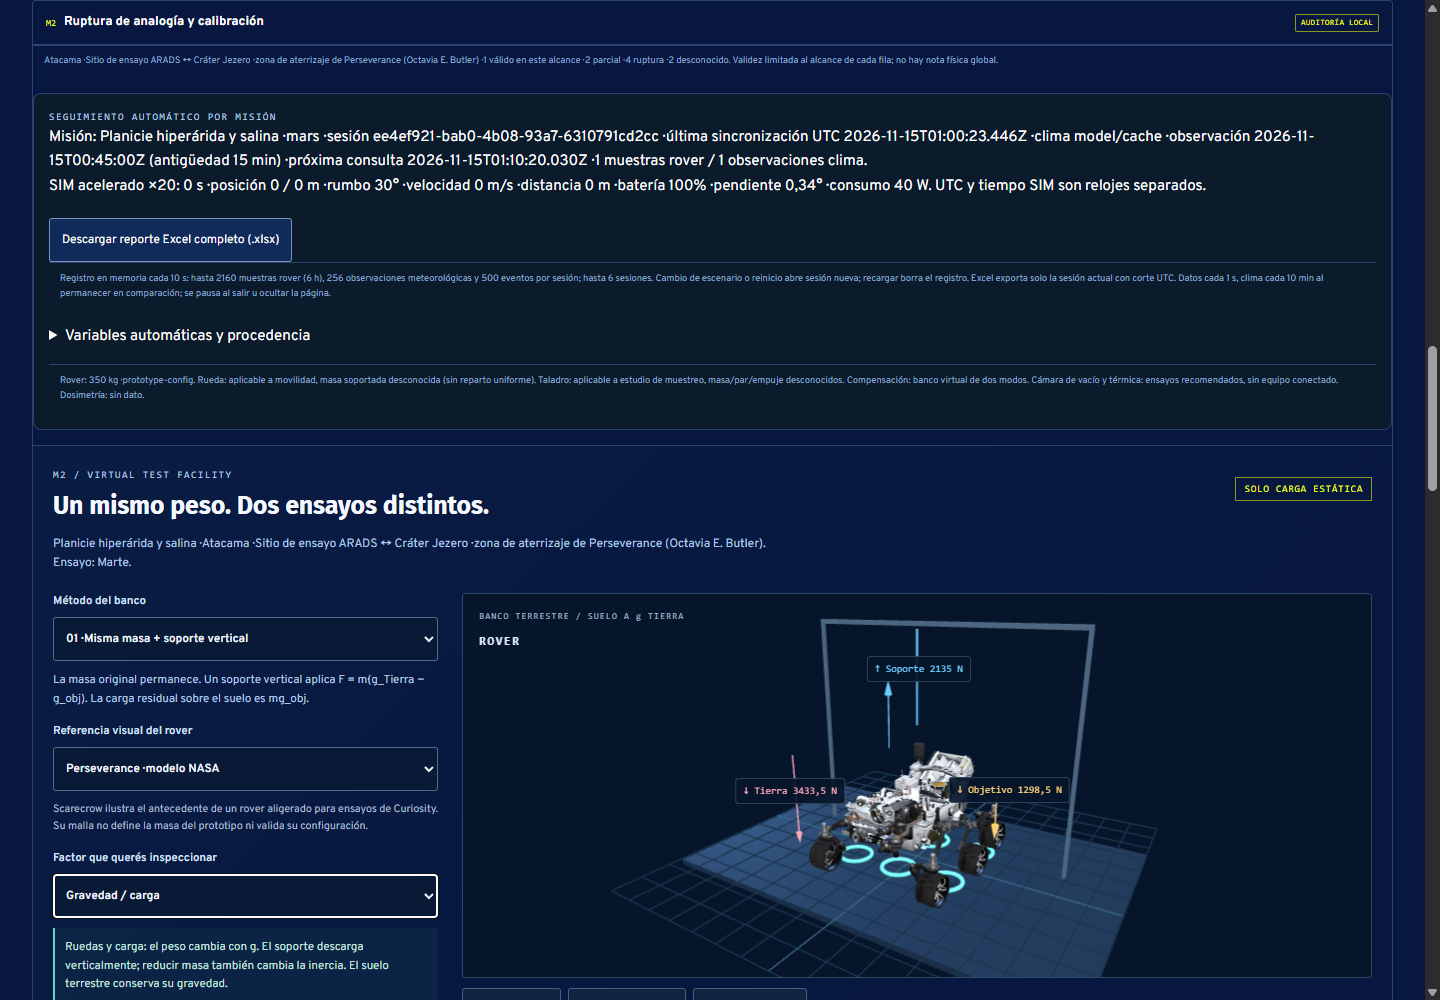 M2 Ruptura de analogía y calibración
AUDITORÍA LOCAL
Atacama ·Sitio de ensayo ARADS ↔ Cráter Jezero ·zona de aterrizaje de Perseverance (Octavia E. Butler) ·1 válido en este alcance ·2 parcial ·4 ruptura ·2 desconocido. Validez limitada al alcance de cada fila; no hay nota física global.
SEGUIMIENTO AUTOMÁTICO POR MISIÓN
Misión: Planicie hiperárida y salina ·mars ·sesión ee4ef921-bab0-4b08-93a7-6310791cd2cc ·última sincronización UTC 2026-11-15T01:00:23.446Z ·clima model/cache ·observación 2026-11-
15T00:45:00Z (antigüedad 15 min) ·próxima consulta 2026-11-15T01:10:20.030Z ·1 muestras rover / 1 observaciones clima.
SIM acelerado ×20: 0 s ·posición 0 / 0 m ·rumbo 30° ·velocidad 0 m/s ·distancia 0 m ·batería 100% ·pendiente 0,34° ·consumo 40 W. UTC y tiempo SIM son relojes separados.
Descargar reporte Excel completo (.xlsx)
Registro en memoria cada 10 s: hasta 2160 muestras rover (6 h), 256 observaciones meteorológicas y 500 eventos por sesión; hasta 6 sesiones. Cambio de escenario o reinicio abre sesión nueva; recargar borra el registro. Excel exporta solo la sesión actual con corte UTC. Datos cada 1 s, clima cada 10 min al
permanecer en comparación; se pausa al salir u ocultar la página.
▶ Variables automáticas y procedencia
Rover: 350 kg ·prototype-config. Rueda: aplicable a movilidad, masa soportada desconocida (sin reparto uniforme). Taladro: aplicable a estudio de muestreo, masa/par/empuje desconocidos. Compensación: banco virtual de dos modos. Cámara de vacío y térmica: ensayos recomendados, sin equipo conectado.
Dosimetría: sin dato.
M2 / VIRTUAL TEST FACILITY
Un mismo peso. Dos ensayos distintos.
SOLO CARGA ESTÁTICA
Planicie hiperárida y salina ·Atacama ·Sitio de ensayo ARADS ↔ Cráter Jezero ·zona de aterrizaje de Perseverance (Octavia E. Butler).
Ensayo: Marte.
Método del banco
01 ·Misma masa + soporte vertical
La masa original permanece. Un soporte vertical aplica F = m(g_Tierra −
g_obj). La carga residual sobre el suelo es mg_obj.
Referencia visual del rover
Perseverance ·modelo NASA
Scarecrow ilustra el antecedente de un rover aligerado para ensayos de Curiosity.
Su malla no define la masa del prototipo ni valida su configuración.
Factor que querés inspeccionar
Gravedad / carga
Ruedas y carga: el peso cambia con g. El soporte descarga
verticalmente; reducir masa también cambia la inercia. El suelo
terrestre conserva su gravedad.
BANCO TERRESTRE / SUELO A g TIERRA
ROVER
↑ Soporte 2135 N
↓ Tierra 3433,5 N
↓ Objetivo 1298,5 N